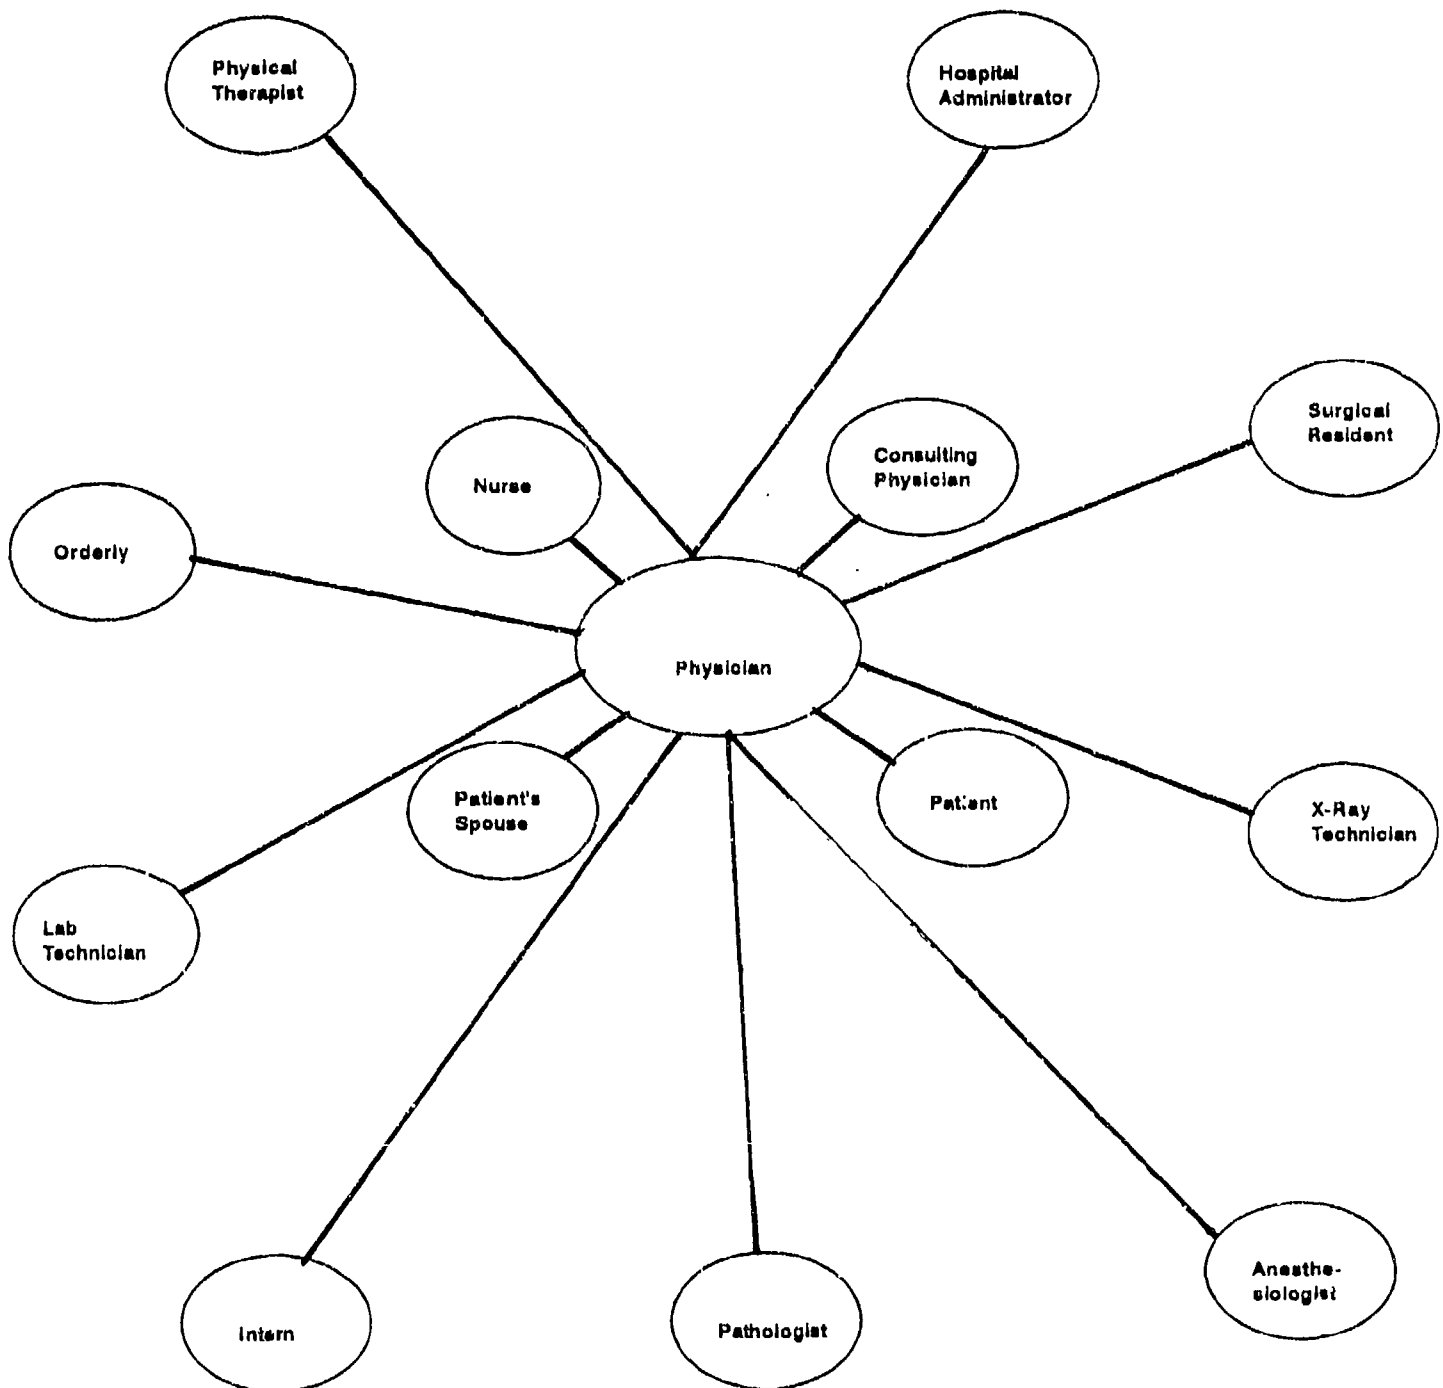 Physical
Therapist
Hospital
Administrator
Surgical
Resident
Consulting
Physician
Nurse
Orderly
Physician
Patient's
Spouse
Patient
X-Ray
Technician
Lab
Technician
Anesthe-
siologist
Intern
Pathologist